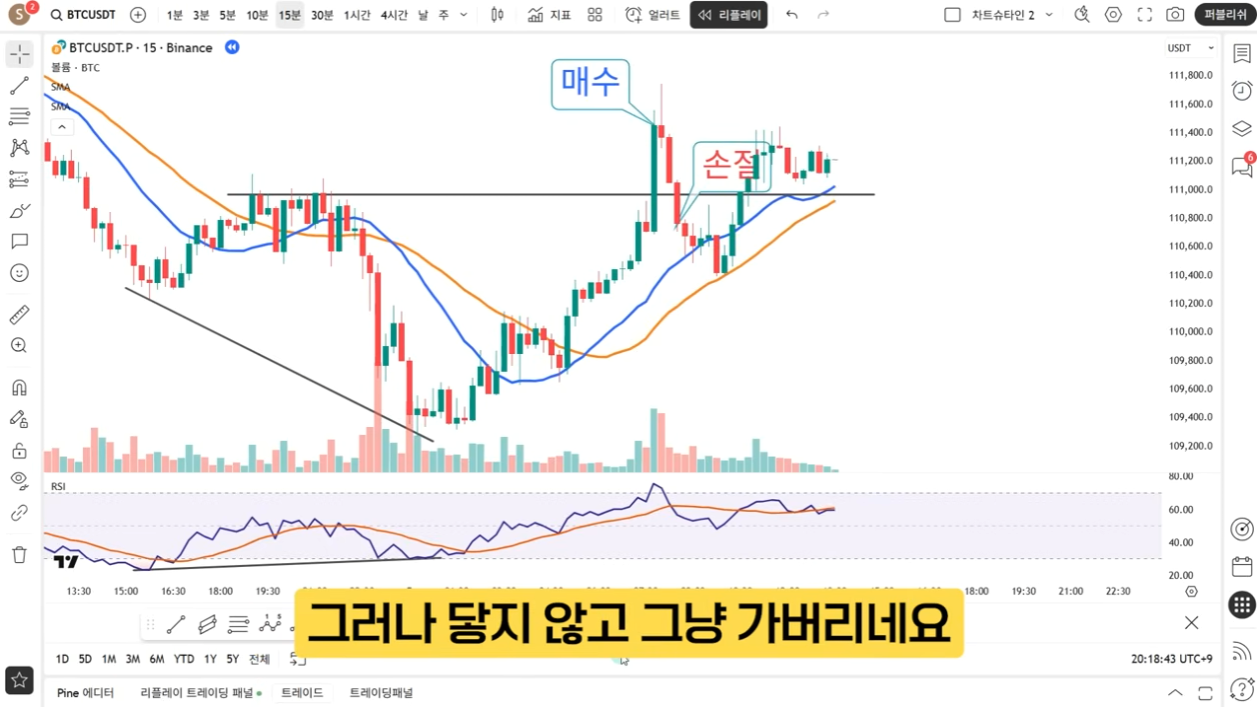 S 2 BTCUSDT 1분 3분 5분 10분 15분 30분 1시간 4시간 날 주 지표 얼러트 리플레이 차트슈타인 2 퍼블리쉬
BTCUSDT.P · 15 · Binance
볼륨 · BTC
SMA
SMA
매수
손절
USDT
111,800.0
111,600.0
111,400.0
111,200.0
111,000.0
110,800.0
110,600.0
110,400.0
110,200.0
110,000.0
109,800.0
109,600.0
109,400.0
109,200.0
6
RSI
80.00
60.00
40.00
20.00
13:30 15:00 16:30 18:00 19:30 18:00 19:30 21:00 22:30
그러나 닿지 않고 그냥 가버리네요
1D 5D 1M 3M 6M YTD 1Y 5Y 전체
20:18:43 UTC+9
Pine 에디터 리플레이 트레이딩 패널 트레이드 트레이딩패널